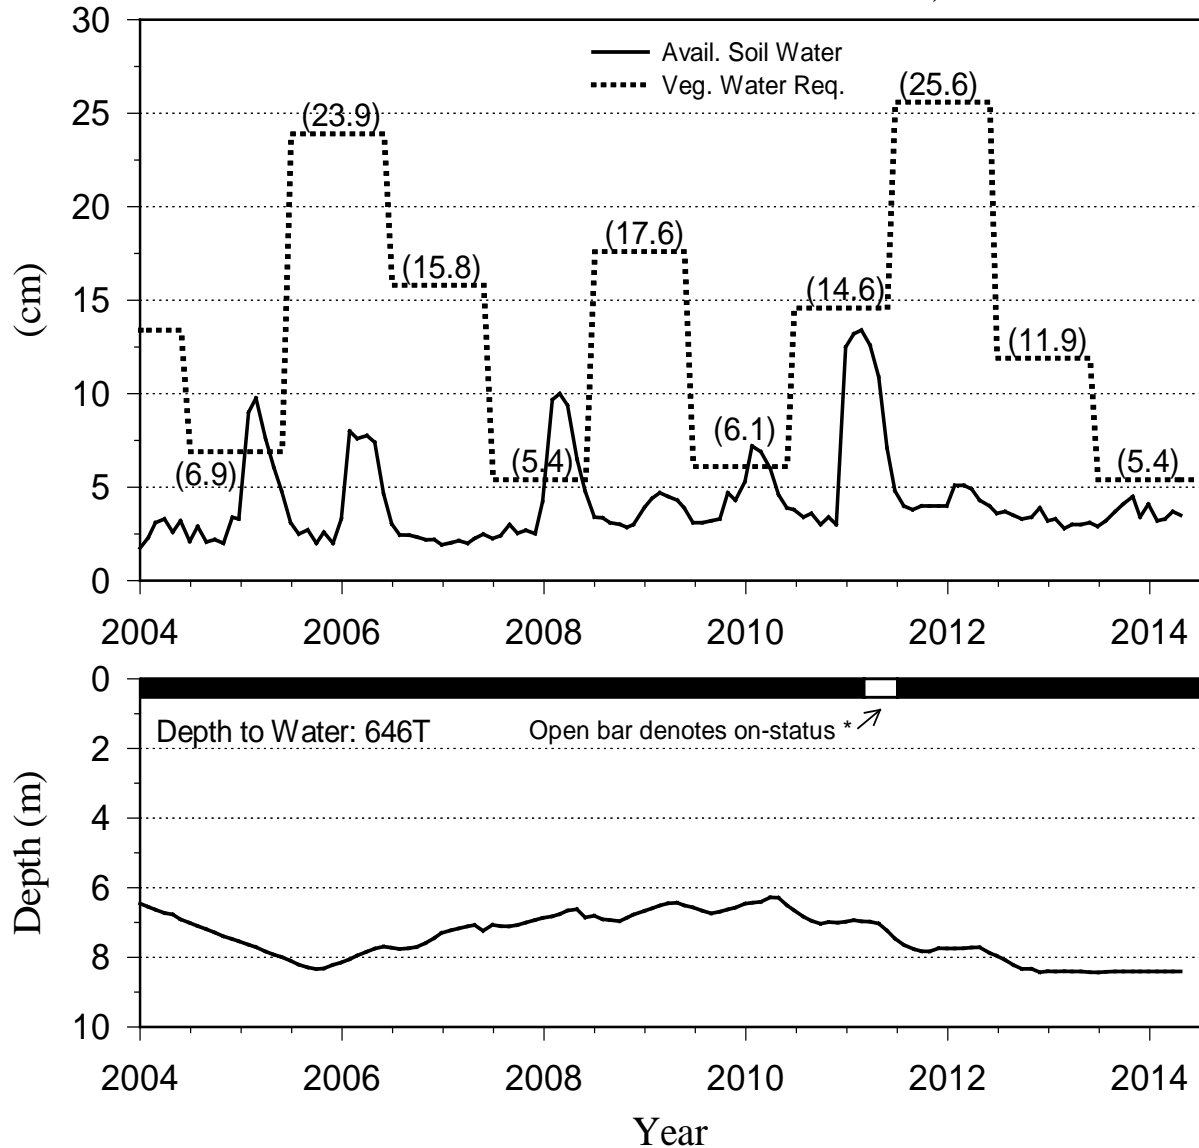 30
25
20
15
10
5
0
(cm)
Avail. Soil Water
Veg. Water Req.
(6.9)
(23.9)
(15.8)
(5.4)
(17.6)
(6.1)
(14.6)
(25.6)
(11.9)
(5.4)
2004 2006 2008 2010 2012 2014
0
2
4
6
8
10
Depth (m)
Depth to Water: 646T
Open bar denotes on-status *
2004 2006 2008 2010 2012 2014
Year